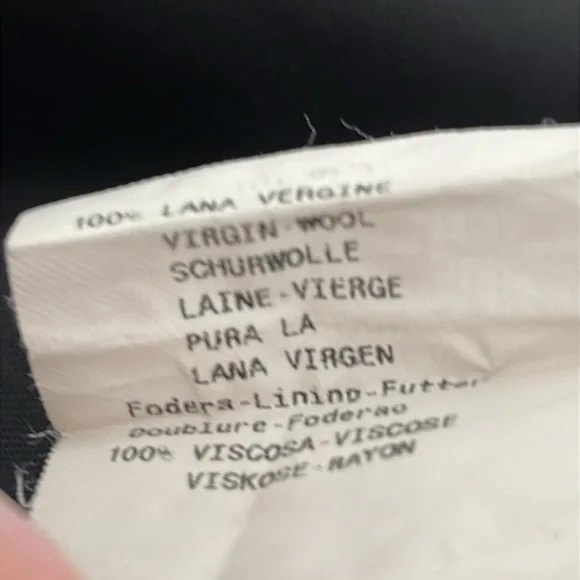 100% LANA VERGINE
VIRGIN-WOOL
SCHURWOLLE
LAINE-VIERGE
PURA LA
LANA VIRGEN
Fodera-Lining-Futter
Doublure-Foderao
100% VISCOSA-VISCOSE
VISKOSE-RAYON